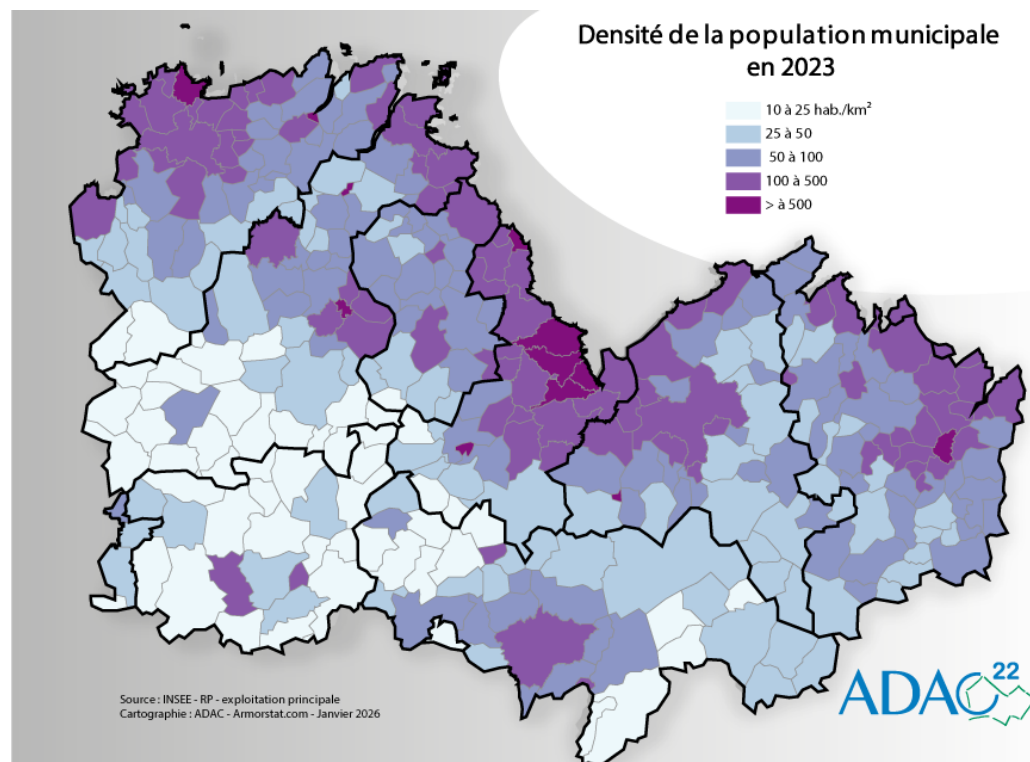 Densité de la population municipale
en 2023
10 à 25 hab./km²
25 à 50
50 à 100
100 à 500
> à 500
Source : INSEE - RP - exploitation principale
Cartographie : ADAC - Armorstat.com - Janvier 2026
ADAC 22